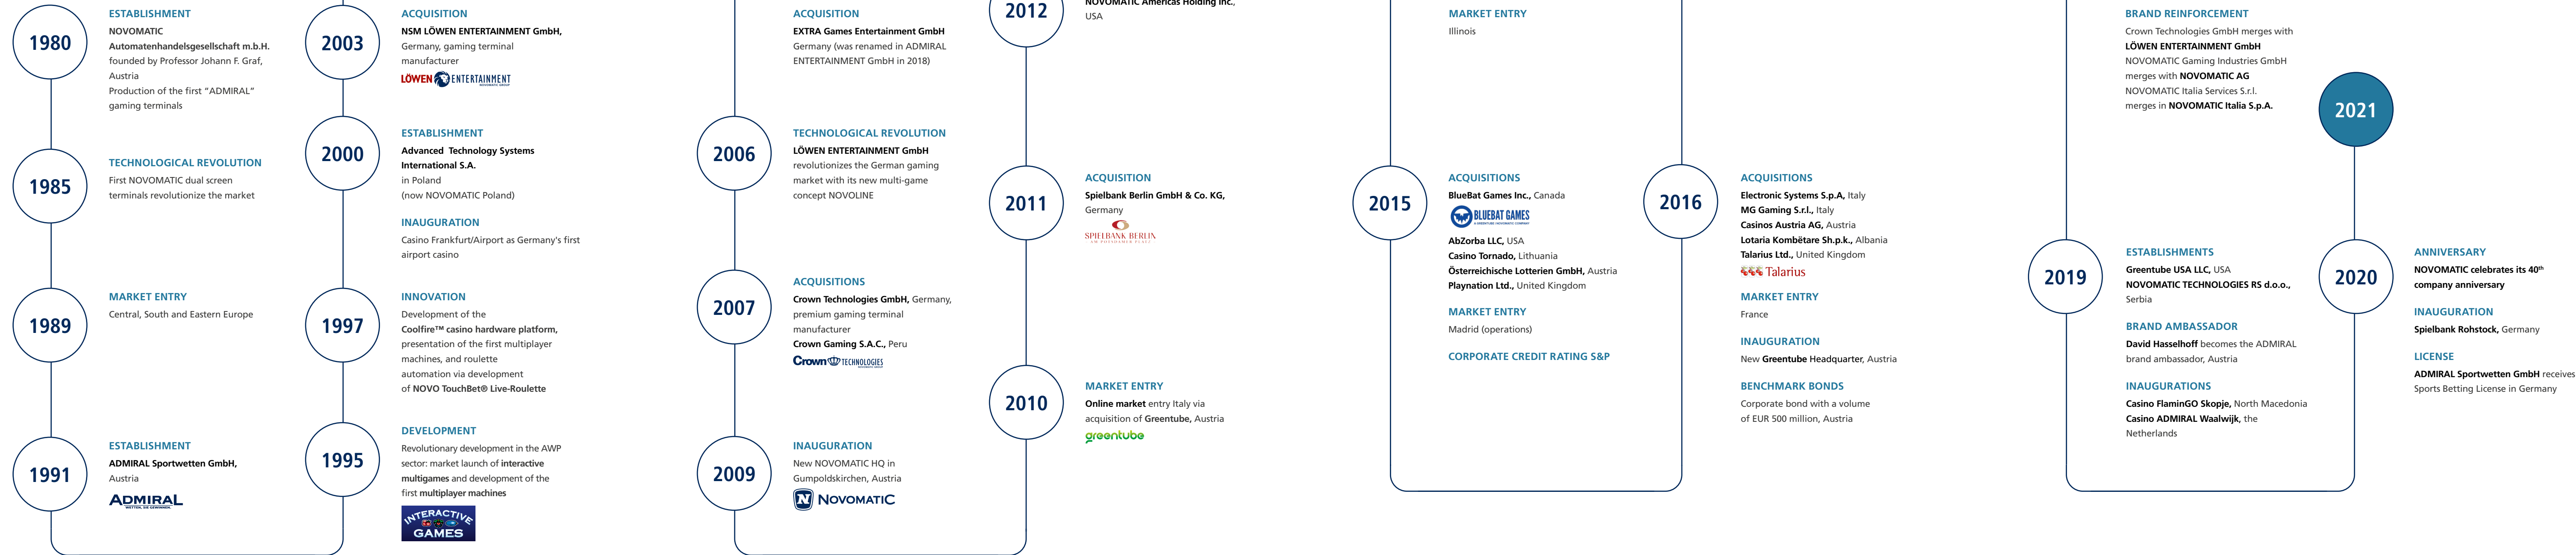 1980
ESTABLISHMENT
NOVOMATIC
Automatenhandelsgesellschaft m.b.H.
founded by Professor Johann F. Graf,
Austria
Production of the first “ADMIRAL”
gaming terminals
1985
TECHNOLOGICAL REVOLUTION
First NOVOMATIC dual screen
terminals revolutionize the market
1989
MARKET ENTRY
Central, South and Eastern Europe
1991
ESTABLISHMENT
ADMIRAL Sportwetten GmbH,
Austria
ADMIRAL
WETTEN, SIE GEWINNEN.
2003
ACQUISITION
NSM LÖWEN ENTERTAINMENT GmbH,
Germany, gaming terminal
manufacturer
LÖWEN ENTERTAINMENT
NOVOMATIC GROUP
2000
ESTABLISHMENT
Advanced Technology Systems
International S.A.
in Poland
(now NOVOMATIC Poland)
INAUGURATION
Casino Frankfurt/Airport as Germany's first
airport casino
1997
INNOVATION
Development of the
Coolfire™ casino hardware platform,
presentation of the first multiplayer
machines, and roulette
automation via development
of NOVO TouchBet® Live-Roulette
1995
DEVELOPMENT
Revolutionary development in the AWP
sector: market launch of interactive
multigames and development of the
first multiplayer machines
INTERACTIVE
GAMES
ACQUISITION
EXTRA Games Entertainment GmbH
Germany (was renamed in ADMIRAL
ENTERTAINMENT GmbH in 2018)
2006
TECHNOLOGICAL REVOLUTION
LÖWEN ENTERTAINMENT GmbH
revolutionizes the German gaming
market with its new multi-game
concept NOVOLINE
2007
ACQUISITIONS
Crown Technologies GmbH, Germany,
premium gaming terminal
manufacturer
Crown Gaming S.A.C., Peru
Crown TECHNOLOGIES
NOVOMATIC GROUP
2009
INAUGURATION
New NOVOMATIC HQ in
Gumpoldskirchen, Austria
N NOVOMATIC
2012
NOVOMATIC Americas Holding Inc.,
USA
2011
ACQUISITION
Spielbank Berlin GmbH & Co. KG,
Germany
SPIELBANK BERLIN
AM POTSDAMER PLATZ
2010
MARKET ENTRY
Online market entry Italy via
acquisition of Greentube, Austria
greentube
MARKET ENTRY
Illinois
2015
ACQUISITIONS
BlueBat Games Inc., Canada
BLUEBAT GAMES
A GREENTUBE / NOVOMATIC COMPANY
AbZorba LLC, USA
Casino Tornado, Lithuania
Österreichische Lotterien GmbH, Austria
Playnation Ltd., United Kingdom
MARKET ENTRY
Madrid (operations)
CORPORATE CREDIT RATING S&P
2016
ACQUISITIONS
Electronic Systems S.p.A, Italy
MG Gaming S.r.l., Italy
Casinos Austria AG, Austria
Lotaria Kombëtare Sh.p.k., Albania
Talarius Ltd., United Kingdom
Talarius
MARKET ENTRY
France
INAUGURATION
New Greentube Headquarter, Austria
BENCHMARK BONDS
Corporate bond with a volume
of EUR 500 million, Austria
BRAND REINFORCEMENT
Crown Technologies GmbH merges with
LÖWEN ENTERTAINMENT GmbH
NOVOMATIC Gaming Industries GmbH
merges with NOVOMATIC AG
NOVOMATIC Italia Services S.r.l.
merges in NOVOMATIC Italia S.p.A.
2019
ESTABLISHMENTS
Greentube USA LLC, USA
NOVOMATIC TECHNOLOGIES RS d.o.o.,
Serbia
BRAND AMBASSADOR
David Hasselhoff becomes the ADMIRAL
brand ambassador, Austria
INAUGURATIONS
Casino FlaminGO Skopje, North Macedonia
Casino ADMIRAL Waalwijk, the
Netherlands
2021
2020
ANNIVERSARY
NOVOMATIC celebrates its 40th
company anniversary
INAUGURATION
Spielbank Rohstock, Germany
LICENSE
ADMIRAL Sportwetten GmbH receives
Sports Betting License in Germany